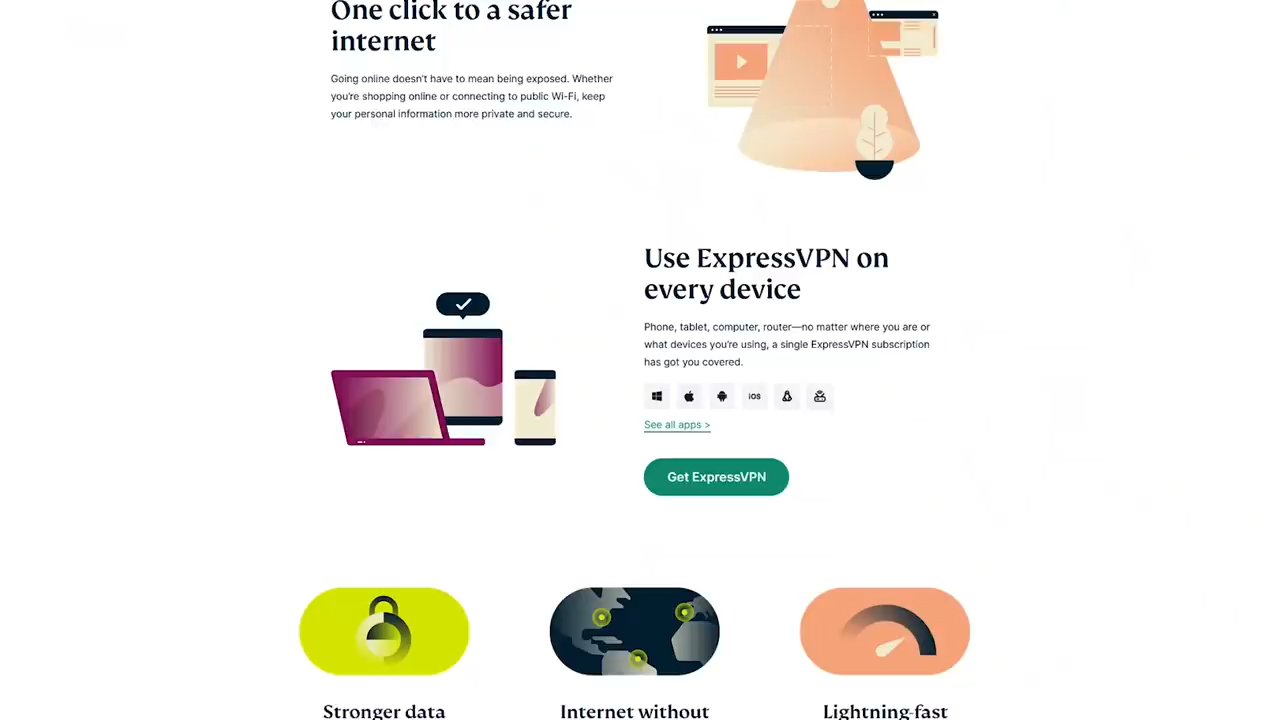 One click to a safer
internet
Going online doesn't have to mean being exposed. Whether
you're shopping online or connecting to public Wi-Fi, keep
your personal information more private and secure.
Use ExpressVPN on
every device
Phone, tablet, computer, router—no matter where you are or
what devices you're using, a single ExpressVPN subscription
has got you covered.
iOS
See all apps >
Get ExpressVPN
Stronger data
Internet without
Lightning-fast